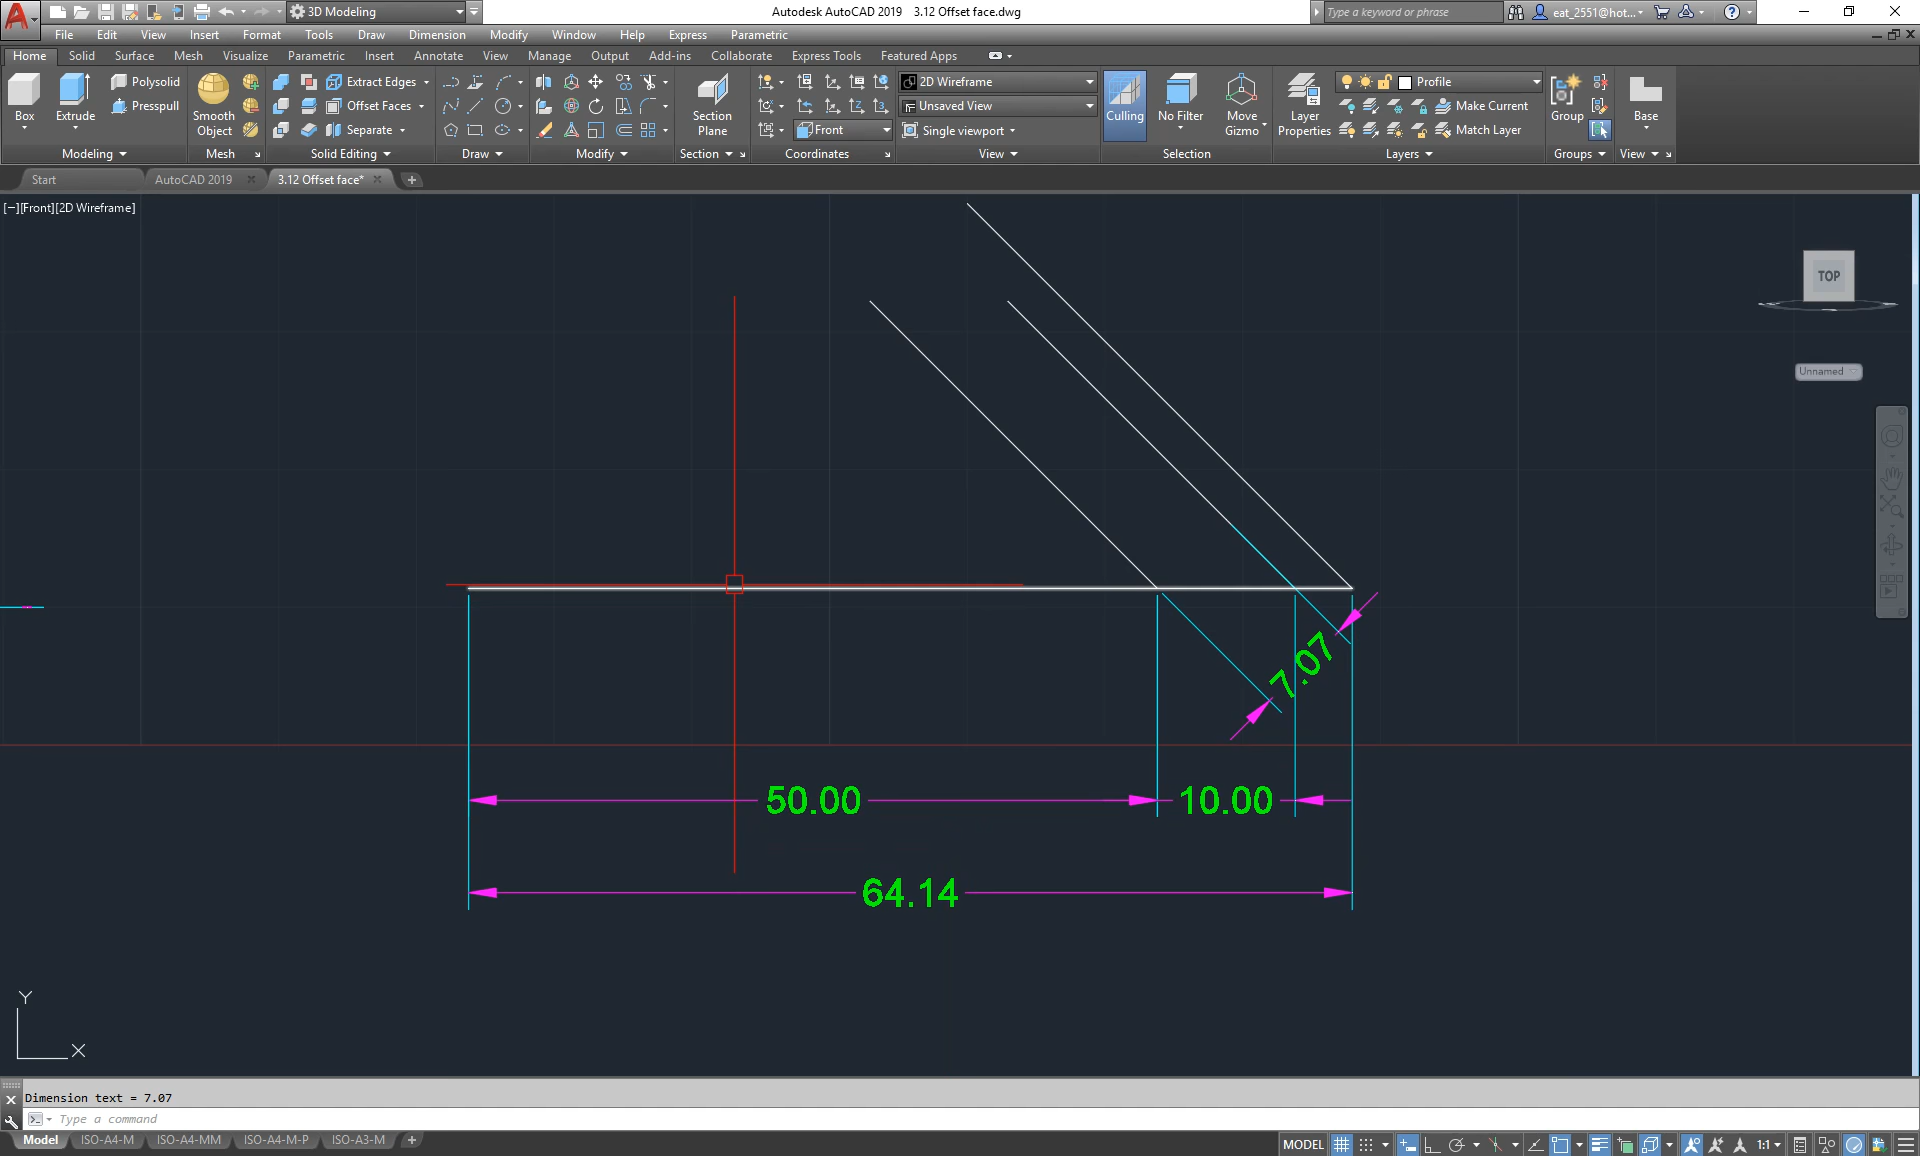 3D Modeling
Autodesk AutoCAD 2019 3.12 Offset face.dwg
Type a keyword or phrase
eat_2551@hot...
File Edit View Insert Format Tools Draw Dimension Modify Window Help Express Parametric
Home Solid Surface Mesh Visualize Parametric Insert Annotate View Manage Output Add-ins Collaborate Express Tools Featured Apps
Polysolid
Extract Edges
2D Wireframe
Profile
Presspull
Offset Faces
Unsaved View
Make Current
Box Extrude
Smooth Object
Separate
Section Plane
Front
Single viewport
Culling No Filter Move Gizmo
Layer Properties
Match Layer
Group Base
Modeling Mesh Solid Editing Draw Modify Section Coordinates View Selection Layers Groups View
Start AutoCAD 2019 3.12 Offset face*
[−][Front][2D Wireframe]
TOP
Unnamed
7.07
50.00 10.00
64.14
Y
X
Dimension text = 7.07
Type a command
Model ISO-A4-M ISO-A4-MM ISO-A4-M-P ISO-A3-M
MODEL 1:1